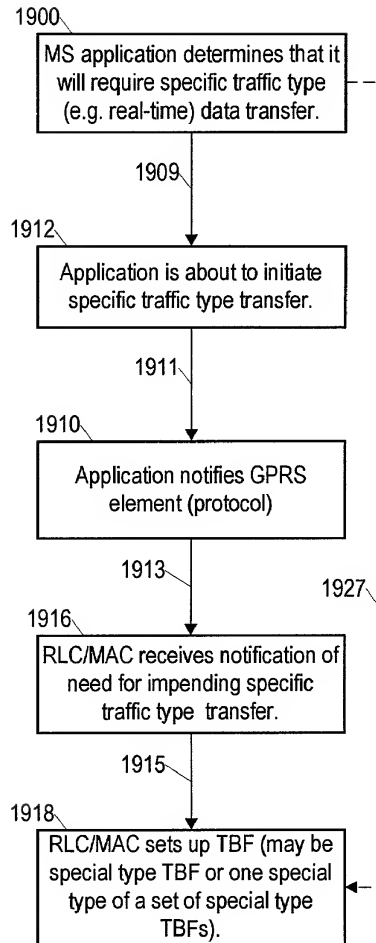 1900
MS application determines that it
will require specific traffic type
(e.g. real-time) data transfer.
1909
1912
Application is about to initiate
specific traffic type transfer.
1911
1910
Application notifies GPRS
element (protocol)
1913
1927
1916
RLC/MAC receives notification of
need for impending specific
traffic type transfer.
1915
1918
RLC/MAC sets up TBF (may be
special type TBF or one special
type of a set of special type
TBFs).